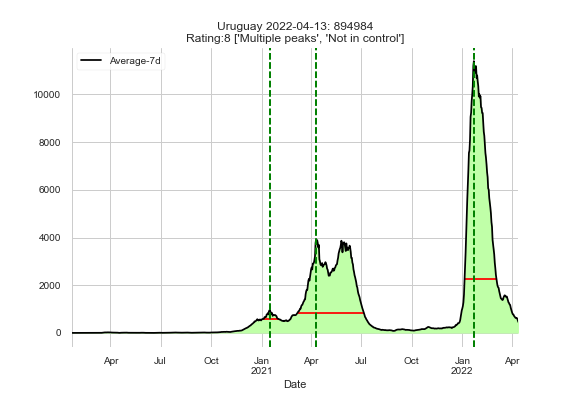 Uruguay 2022-04-13: 894984
Rating:8 ['Multiple peaks', 'Not in control']
Average-7d
10000
8000
6000
4000
2000
0
Apr Jul Oct Jan Apr Jul Oct Jan Apr
2021 2022
Date